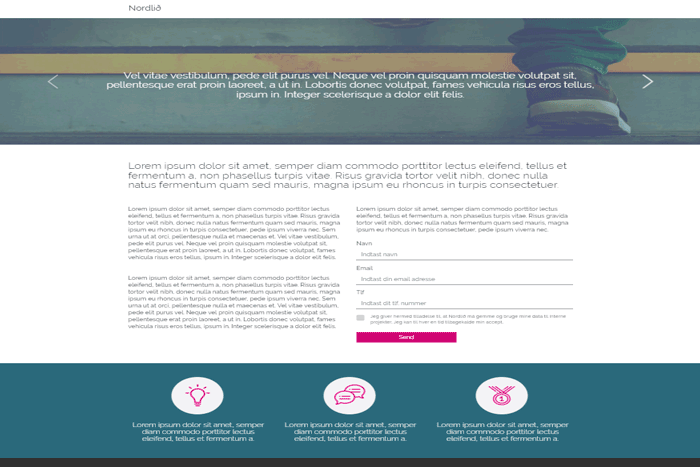 Nordlið
Vel vitae vestibulum, pede elit purus vel. Neque vel proin quisquam molestie volutpat sit,
pellentesque erat proin laoreet, a ut in. Lobortis donec volutpat, fames vehicula risus eros tellus,
ipsum in. Integer scelerisque a dolor elit felis.
Lorem ipsum dolor sit amet, semper diam commodo porttitor lectus eleifend, tellus et
fermentum a, non phasellus turpis vitae. Risus gravida tortor velit nibh, donec nulla
natus fermentum quam sed mauris, magna ipsum eu rhoncus in turpis consectetuer.
Lorem ipsum dolor sit amet, semper diam commodo porttitor lectus
eleifend, tellus et fermentum a, non phasellus turpis vitae. Risus gravida
tortor velit nibh, donec nulla natus fermentum quam sed mauris, magna
ipsum eu rhoncus in turpis consectetuer, pede ipsum viverra nec. Sem
urna ut at orci, pellentesque nulla et maecenas et. Vel vitae vestibulum,
pede elit purus vel. Neque vel proin quisquam molestie volutpat sit,
pellentesque erat proin laoreet, a ut in. Lobortis donec volutpat, fames
vehicula risus eros tellus, ipsum in. Integer scelerisque a dolor elit felis.
Lorem ipsum dolor sit amet, semper diam commodo porttitor lectus
eleifend, tellus et fermentum a, non phasellus turpis vitae. Risus gravida
tortor velit nibh, donec nulla natus fermentum quam sed mauris, magna
ipsum eu rhoncus in turpis consectetuer, pede ipsum viverra nec. Sem
urna ut at orci, pellentesque nulla et maecenas et. Vel vitae vestibulum,
pede elit purus vel. Neque vel proin quisquam molestie volutpat sit,
pellentesque erat proin laoreet, a ut in. Lobortis donec volutpat, fames
vehicula risus eros tellus, ipsum in. Integer scelerisque a dolor elit felis.
Lorem ipsum dolor sit amet, semper diam commodo porttitor lectus
eleifend, tellus et fermentum a, non phasellus turpis vitae. Risus gravida
tortor velit nibh, donec nulla natus fermentum quam sed mauris, magna
ipsum eu rhoncus in turpis consectetuer, pede ipsum viverra nec.
Navn
Indtast navn
Email
Indtast din email adresse
Tlf
Indtast dit tlf. nummer
Jeg giver hermed tilladelse til, at Nordlid må gemme og bruge mine data til interne
projekter. Jeg kan til hver en tid tilbagekalde min accept.
Send
1
Lorem ipsum dolor sit amet, semper
diam commodo porttitor lectus
eleifend, tellus et fermentum a.
Lorem ipsum dolor sit amet, semper
diam commodo porttitor lectus
eleifend, tellus et fermentum a.
Lorem ipsum dolor sit amet, semper
diam commodo porttitor lectus
eleifend, tellus et fermentum a.